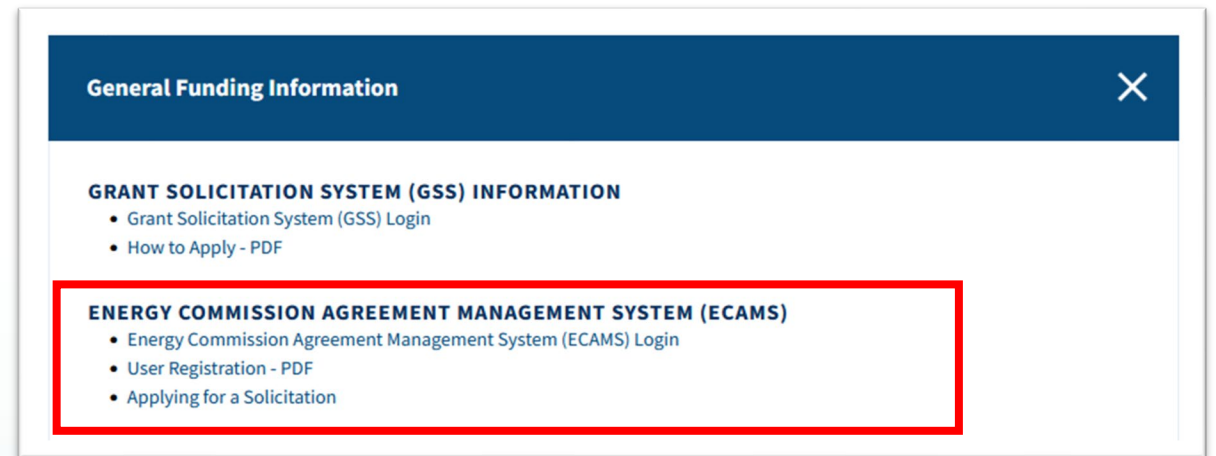 General Funding Information
GRANT SOLICITATION SYSTEM (GSS) INFORMATION
• Grant Solicitation System (GSS) Login
• How to Apply - PDF
ENERGY COMMISSION AGREEMENT MANAGEMENT SYSTEM (ECAMS)
• Energy Commission Agreement Management System (ECAMS) Login
• User Registration - PDF
• Applying for a Solicitation